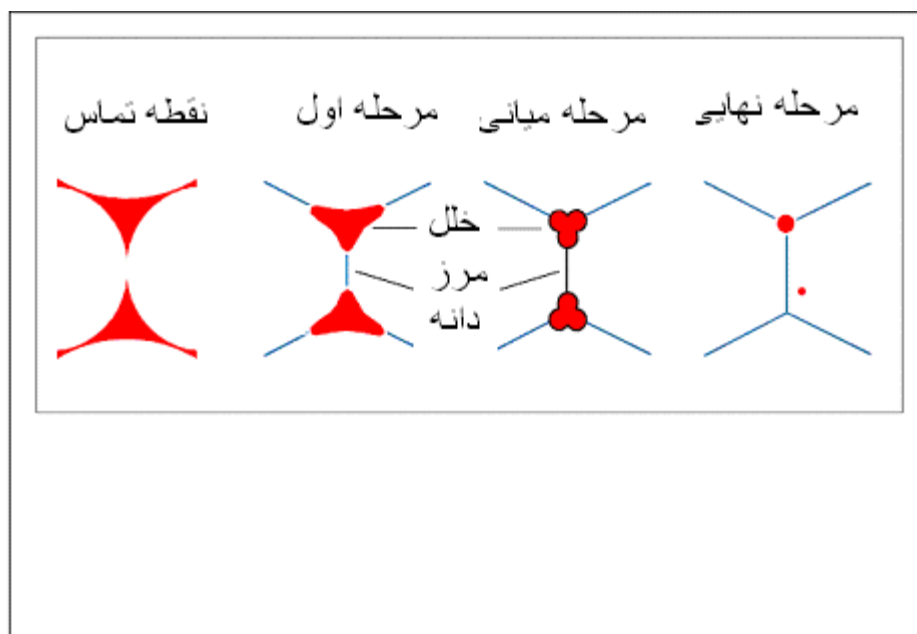 مرحله نهایی
مرحله میانی
مرحله اول
نقطه تماس
خلل
مرز
دانه